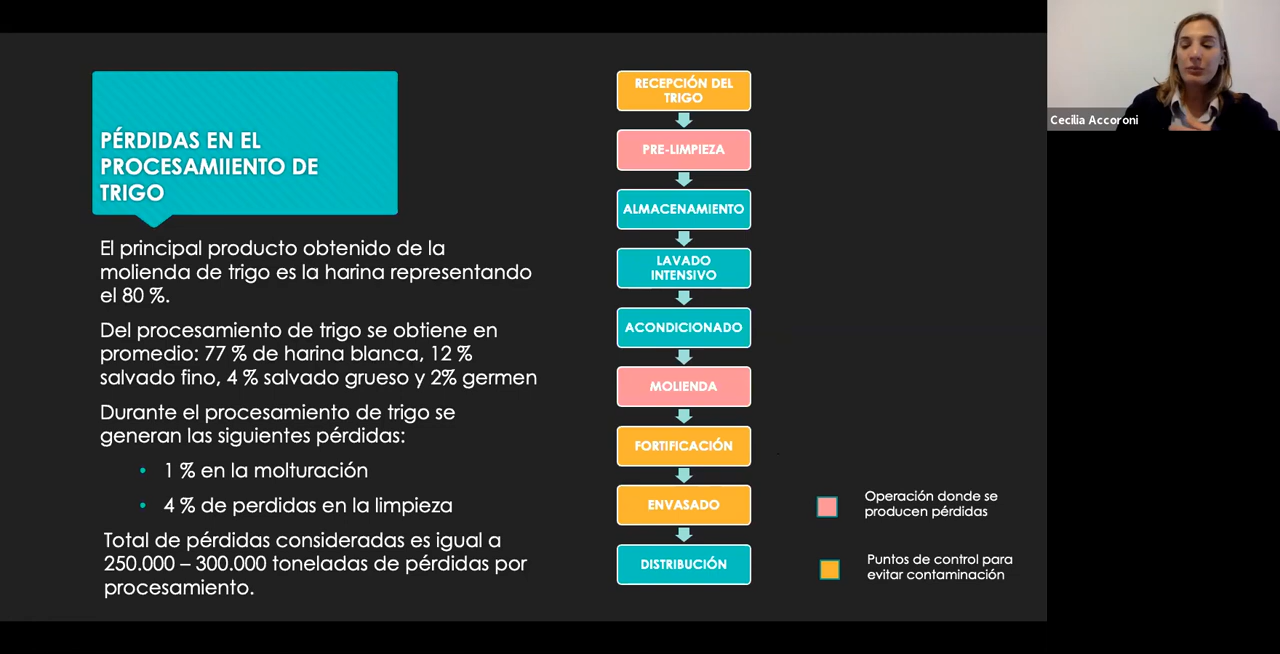 PÉRDIDAS EN EL
PROCESAMIIENTO DE
TRIGO
El principal producto obtenido de la
molienda de trigo es la harina representando
el 80 %.
Del procesamiento de trigo se obtiene en
promedio: 77 % de harina blanca, 12 %
salvado fino, 4 % salvado grueso y 2% germen
Durante el procesamiento de trigo se
generan las siguientes pérdidas:
• 1 % en la molturación
• 4 % de perdidas en la limpieza
Total de pérdidas consideradas es igual a
250.000 – 300.000 toneladas de pérdidas por
procesamiento.
RECEPCIÓN DEL
TRIGO
PRE-LIMPIEZA
ALMACENAMIENTO
LAVADO
INTENSIVO
ACONDICIONADO
MOLIENDA
FORTIFICACIÓN
ENVASADO
DISTRIBUCIÓN
Operación donde se
producen pérdidas
Puntos de control para
evitar contaminación
Cecilia Accoroni